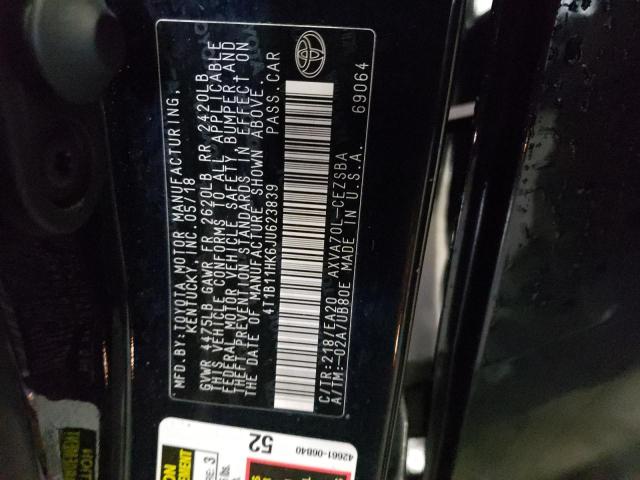 MFD.BY:TOYOTA MOTOR MANUFACTURING,
KENTUCKY, INC.05/18
GVWR 4475LB GAWR FR 2620LB RR 2420LB
THIS VEHICLE CONFORMS TO ALL APPLICABLE
FEDERAL MOTOR VEHICLE SAFETY, BUMPER, AND
THEFT PREVENTION STANDARDS IN EFFECT ON
THE DATE OF MANUFACTURE SHOWN ABOVE.
4T1B11HK6JU623839 PASS.CAR
C/TR:218/EA20 AXVA70L-CEZSBA
A/TM:-02A/UB80E MADE IN U.S.A.
69064
52
42661-06B40